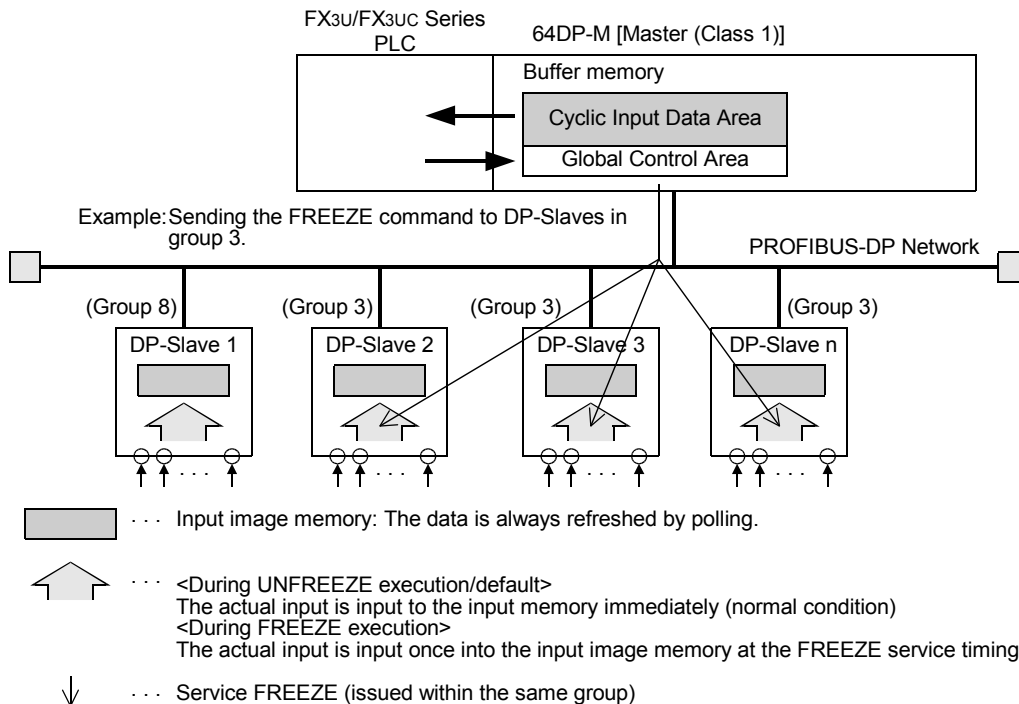 FX3U/FX3UC Series
PLC
64DP-M [Master (Class 1)]
Buffer memory
Cyclic Input Data Area
Global Control Area
Example: Sending the FREEZE command to DP-Slaves in
group 3.
PROFIBUS-DP Network
(Group 8) (Group 3) (Group 3) (Group 3)
DP-Slave 1 DP-Slave 2 DP-Slave 3 DP-Slave n
· · · · · · · · · · · ·
· · · Input image memory: The data is always refreshed by polling.
· · · <During UNFREEZE execution/default>
The actual input is input to the input memory immediately (normal condition)
<During FREEZE execution>
The actual input is input once into the input image memory at the FREEZE service timing
· · · Service FREEZE (issued within the same group)